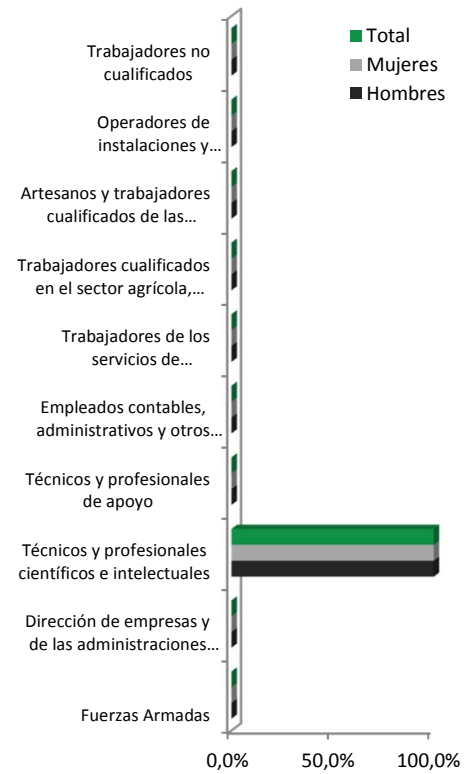 Total
Mujeres
Hombres
Trabajadores no
cualificados
Operadores de
instalaciones y...
Artesanos y trabajadores
cualificados de las...
Trabajadores cualificados
en el sector agrícola,...
Trabajadores de los
servicios de...
Empleados contables,
administrativos y otros...
Técnicos y profesionales
de apoyo
Técnicos y profesionales
científicos e intelectuales
Dirección de empresas y
de las administraciones...
Fuerzas Armadas
0,0% 50,0% 100,0%